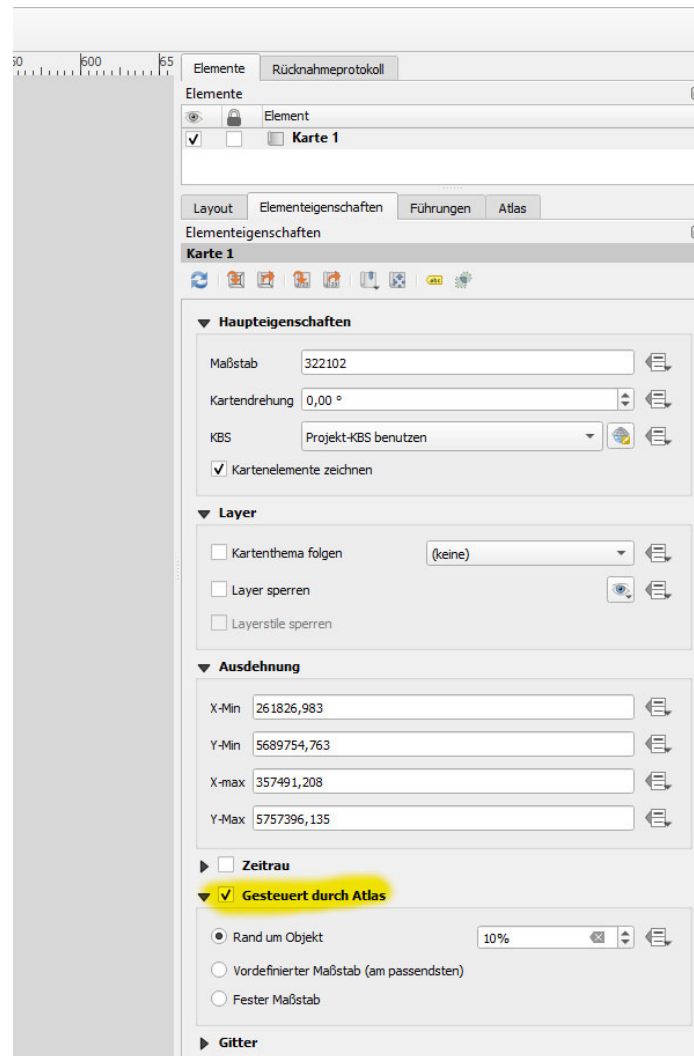 600
65
Elemente Rücknahmeprotokoll
Elemente
Element
Karte 1
Layout Elementeigenschaften Führungen Atlas
Elementeigenschaften
Karte 1
abc
Haupteigenschaften
Maßstab 322102
Kartendrehung 0,00 °
KBS Projekt-KBS benutzen
Kartenelemente zeichnen
Layer
Kartenthema folgen (keine)
Layer sperren
Layerstile sperren
Ausdehnung
X-Min 261826,983
Y-Min 5689754,763
X-max 357491,208
Y-Max 5757396,135
Zeitrau
Gesteuert durch Atlas
Rand um Objekt 10%
Vordefinierter Maßstab (am passendsten)
Fester Maßstab
Gitter